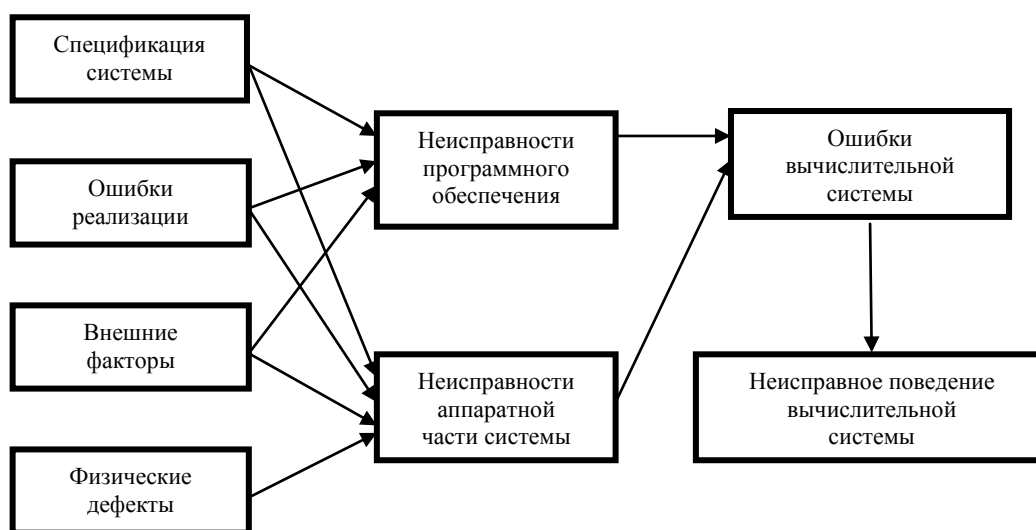 Спецификация
системы
Ошибки
реализации
Внешние
факторы
Физические
дефекты
Неисправности
программного
обеспечения
Неисправности
аппаратной
части системы
Ошибки
вычислительной
системы
Неисправное поведение
вычислительной
системы